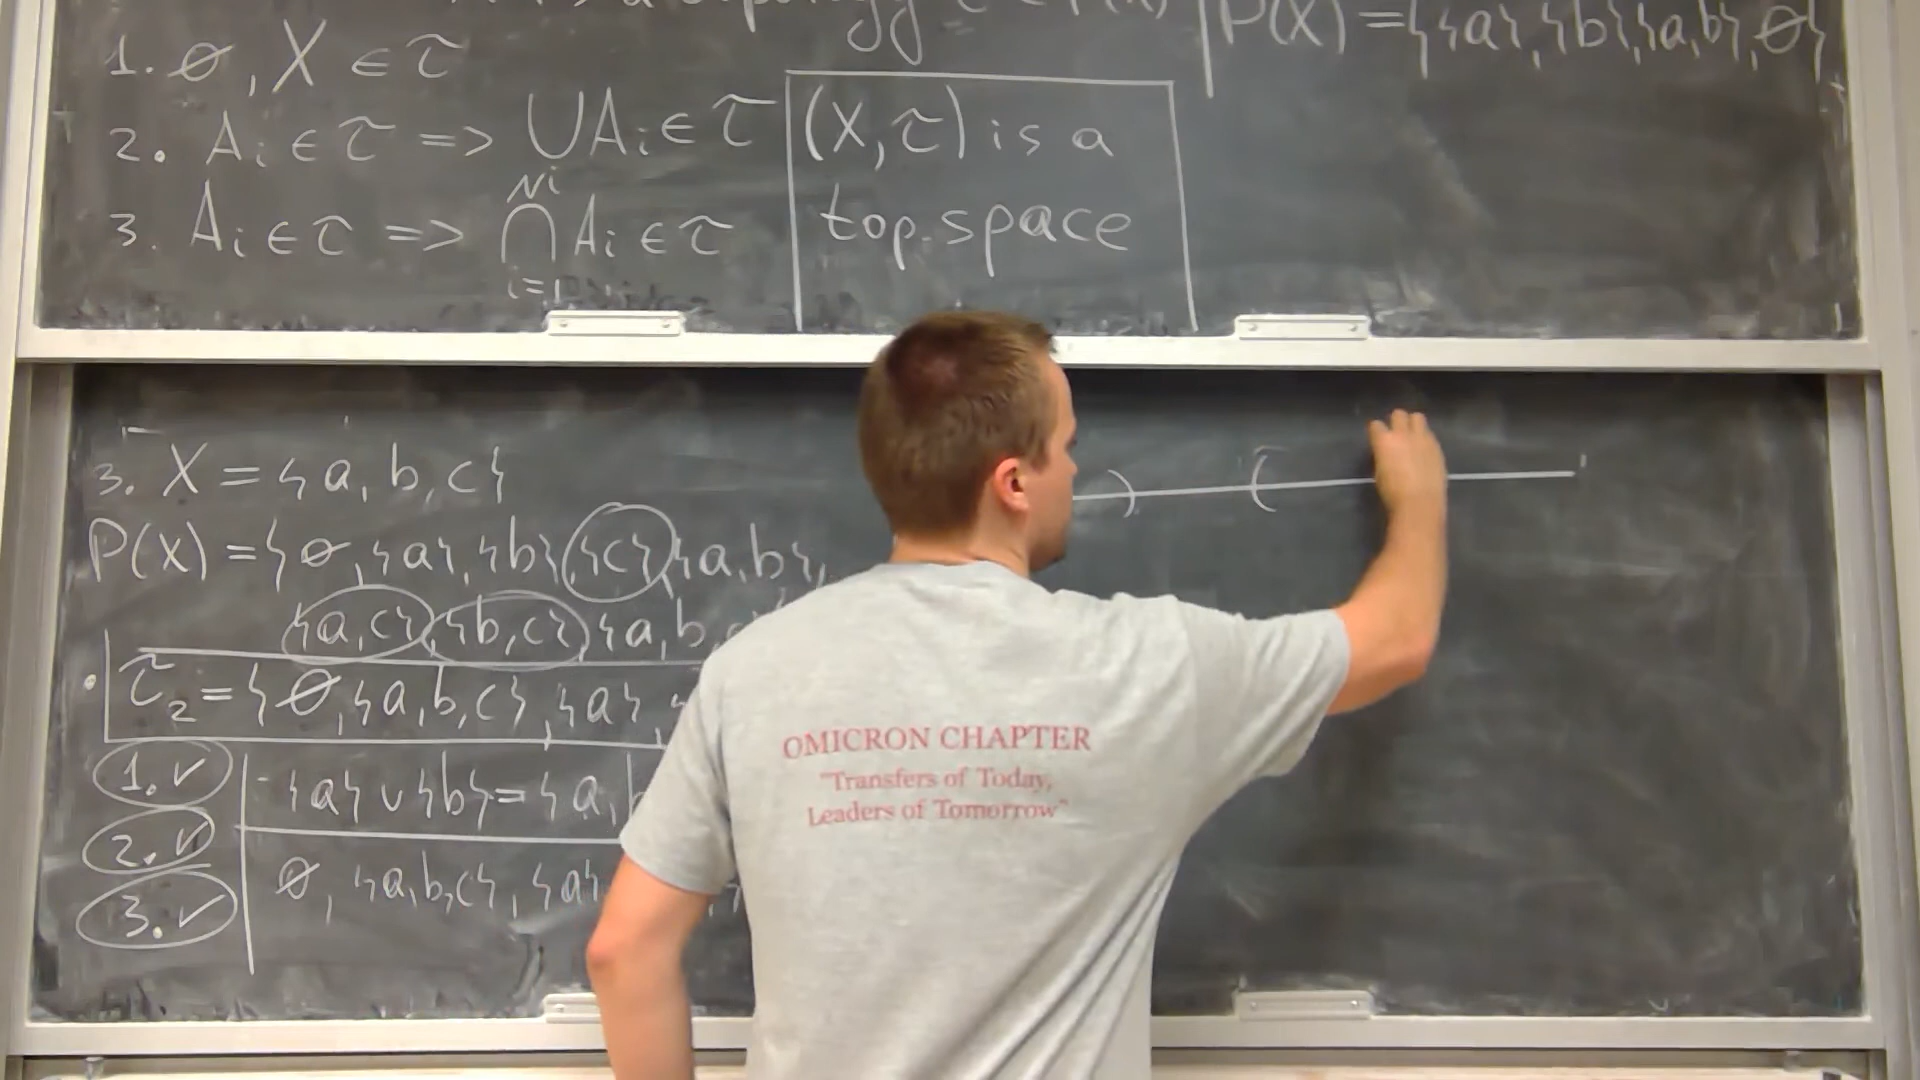 P(X) = {{a},{b},{a,b},∅}
1. ∅, X ∈ τ
2. Ai ∈ τ => ∪Ai ∈ τ
3. Ai ∈ τ => ⋂_{i=1}^{N} Ai ∈ τ
(X, τ) is a
top. space
3. X = {a, b, c}
P(X) = {∅, {a}, {b}, {c}, {a, b},
{a, c}, {b, c}, {a, b,
τ₂ = {∅, {a, b, c}, {a},
1. ✓
2. ✓
3. ✓
{a} ∪ {b} = {a, b
∅, {a, b, c}, {a}
) (
OMICRON CHAPTER
"Transfers of Today,
Leaders of Tomorrow"